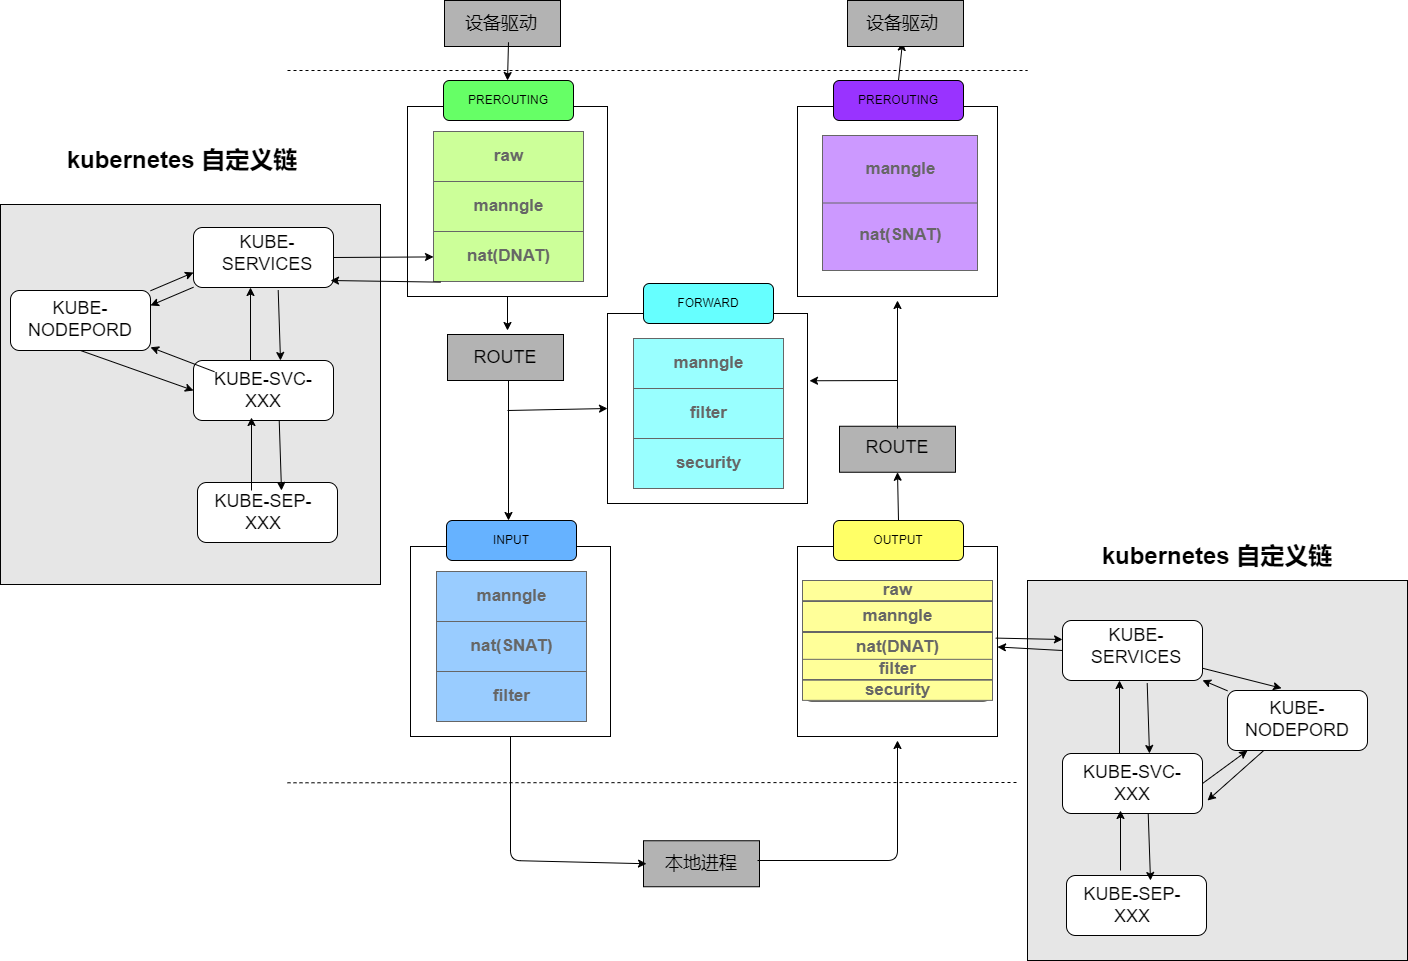 设备驱动
设备驱动
PREROUTING
PREROUTING
kubernetes 自定义链
raw
manngle
nat(DNAT)
manngle
nat(SNAT)
KUBE-
SERVICES
KUBE-
NODEPORD
KUBE-SVC-
XXX
KUBE-SEP-
XXX
ROUTE
FORWARD
manngle
filter
security
ROUTE
INPUT
manngle
nat(SNAT)
filter
OUTPUT
raw
manngle
nat(DNAT)
filter
security
kubernetes 自定义链
KUBE-
SERVICES
KUBE-
NODEPORD
KUBE-SVC-
XXX
KUBE-SEP-
XXX
本地进程